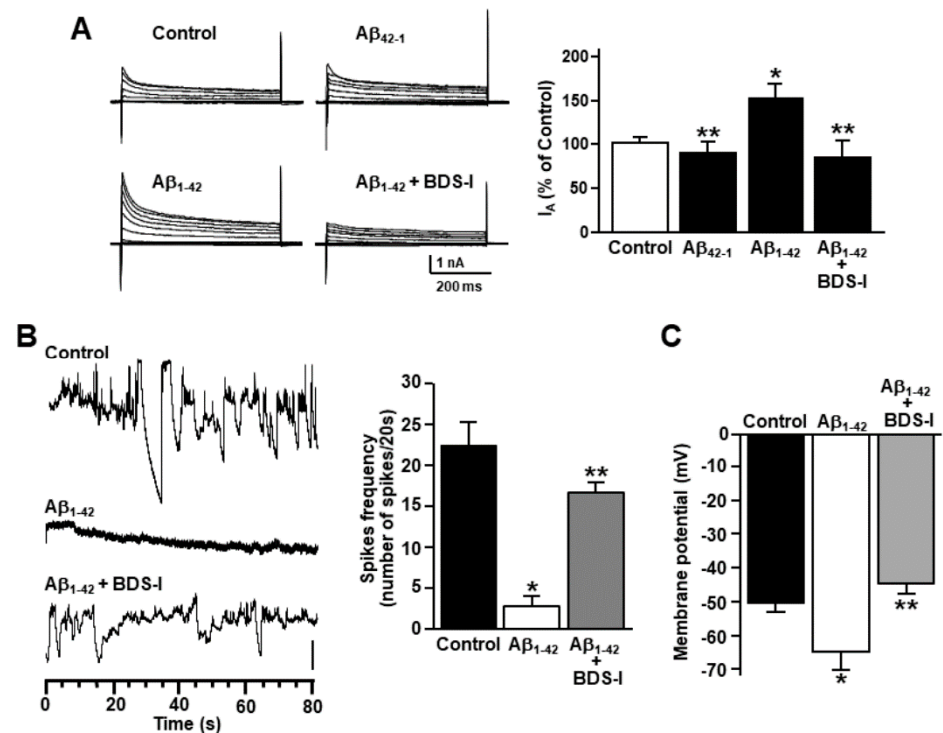 A
Control
Aβ42-1
Aβ1-42
Aβ1-42 + BDS-I
1 nA
200 ms
IA (% of Control)
200
150
100
50
0
*
**
**
Control
Aβ42-1
Aβ1-42
Aβ1-42
+
BDS-I
B
Control
Aβ1-42
Aβ1-42 + BDS-I
0 20 40 60 80
Time (s)
Spikes frequency
(number of spikes/20s)
30
25
20
15
10
5
0
*
**
Control
Aβ1-42
Aβ1-42
+
BDS-I
C
Control
Aβ1-42
Aβ1-42
+
BDS-I
Membrane potential (mV)
0
-10
-20
-30
-40
-50
-60
-70
*
**